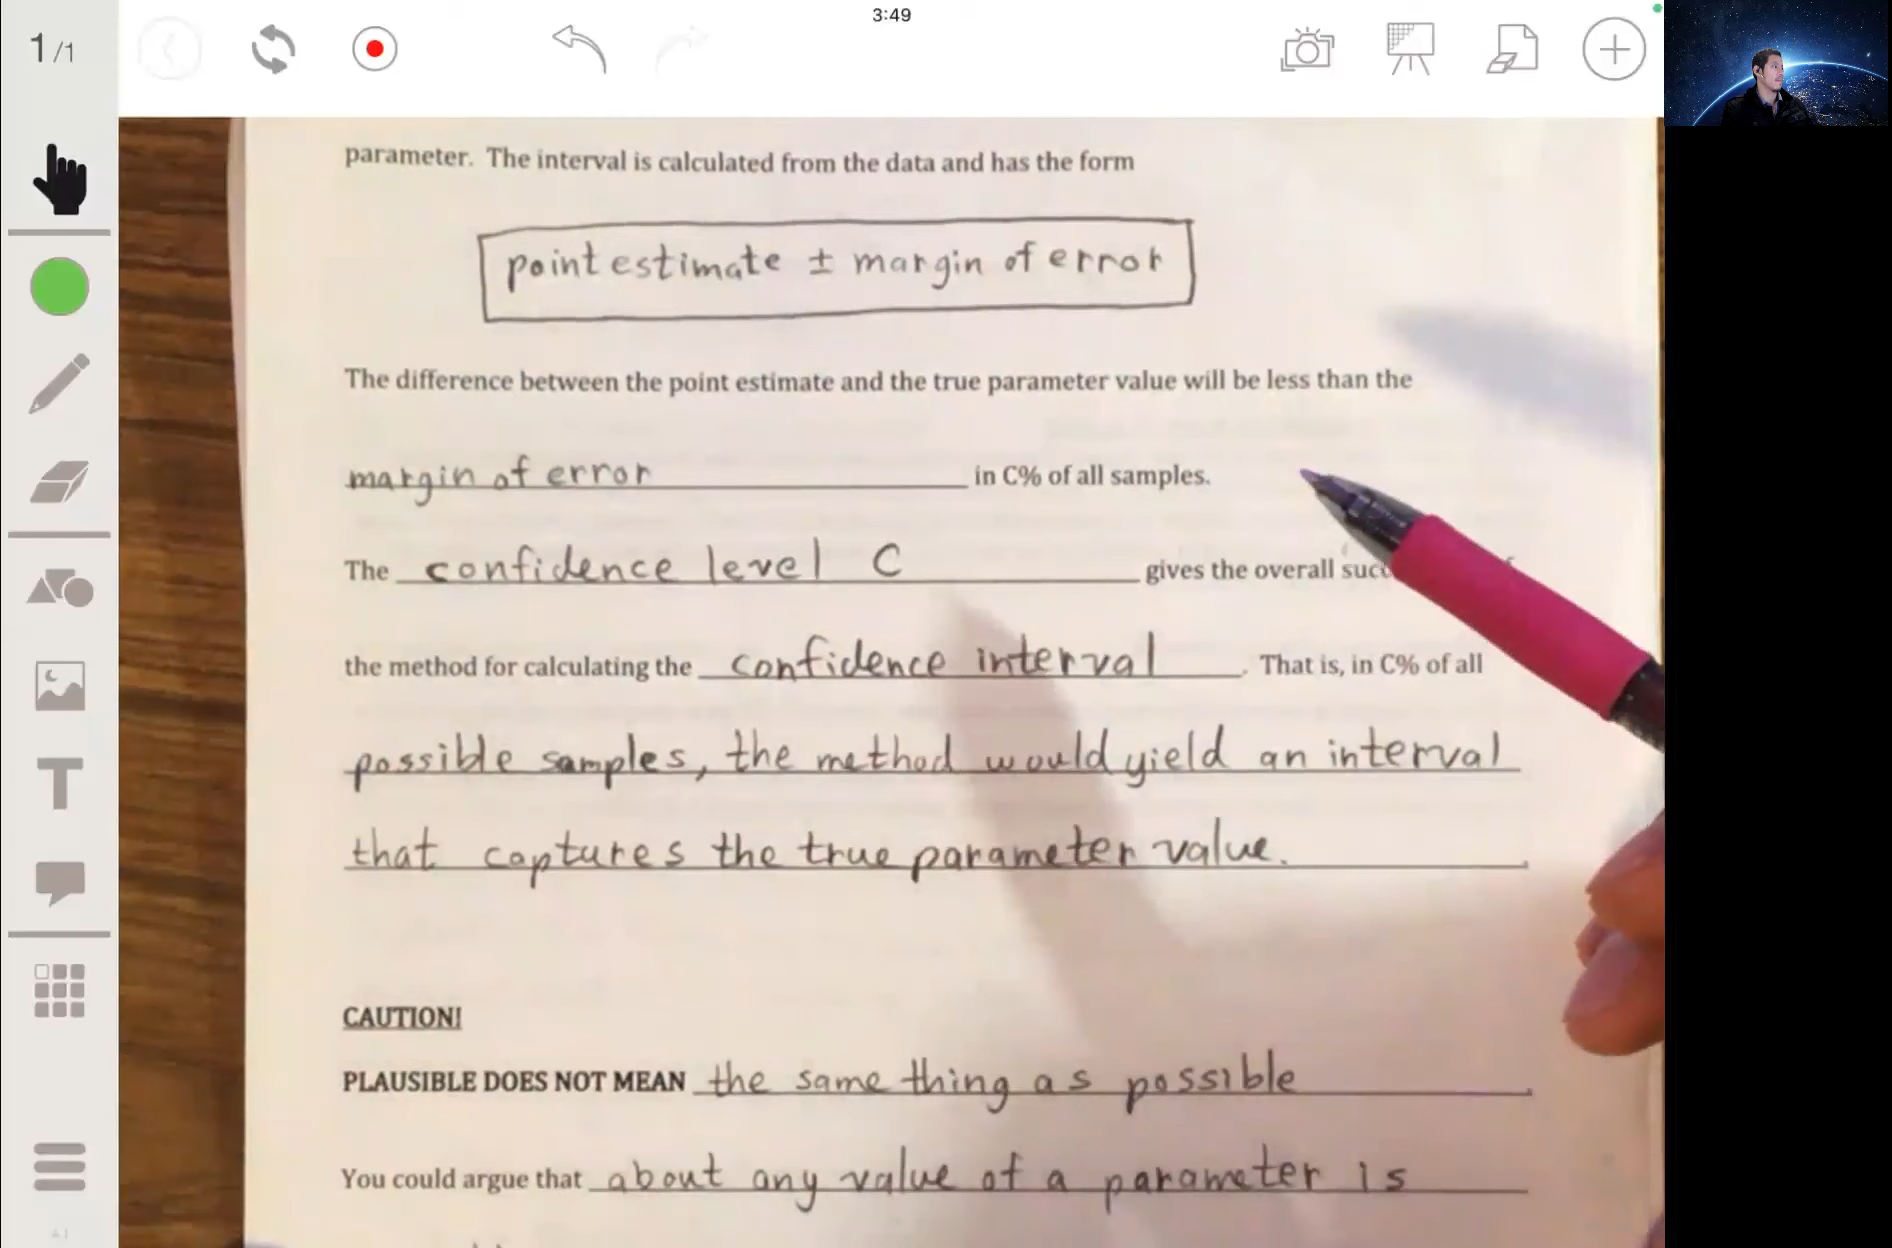 3:49
1/1
parameter. The interval is calculated from the data and has the form
point estimate ± margin of error
The difference between the point estimate and the true parameter value will be less than the
margin of error in C% of all samples.
The confidence level C gives the overall
the method for calculating the confidence interval. That is, in C% of all
possible samples, the method would yield an interval
that captures the true parameter value.
CAUTION!
PLAUSIBLE DOES NOT MEAN the same thing as possible.
You could argue that about any value of a parameter is
T